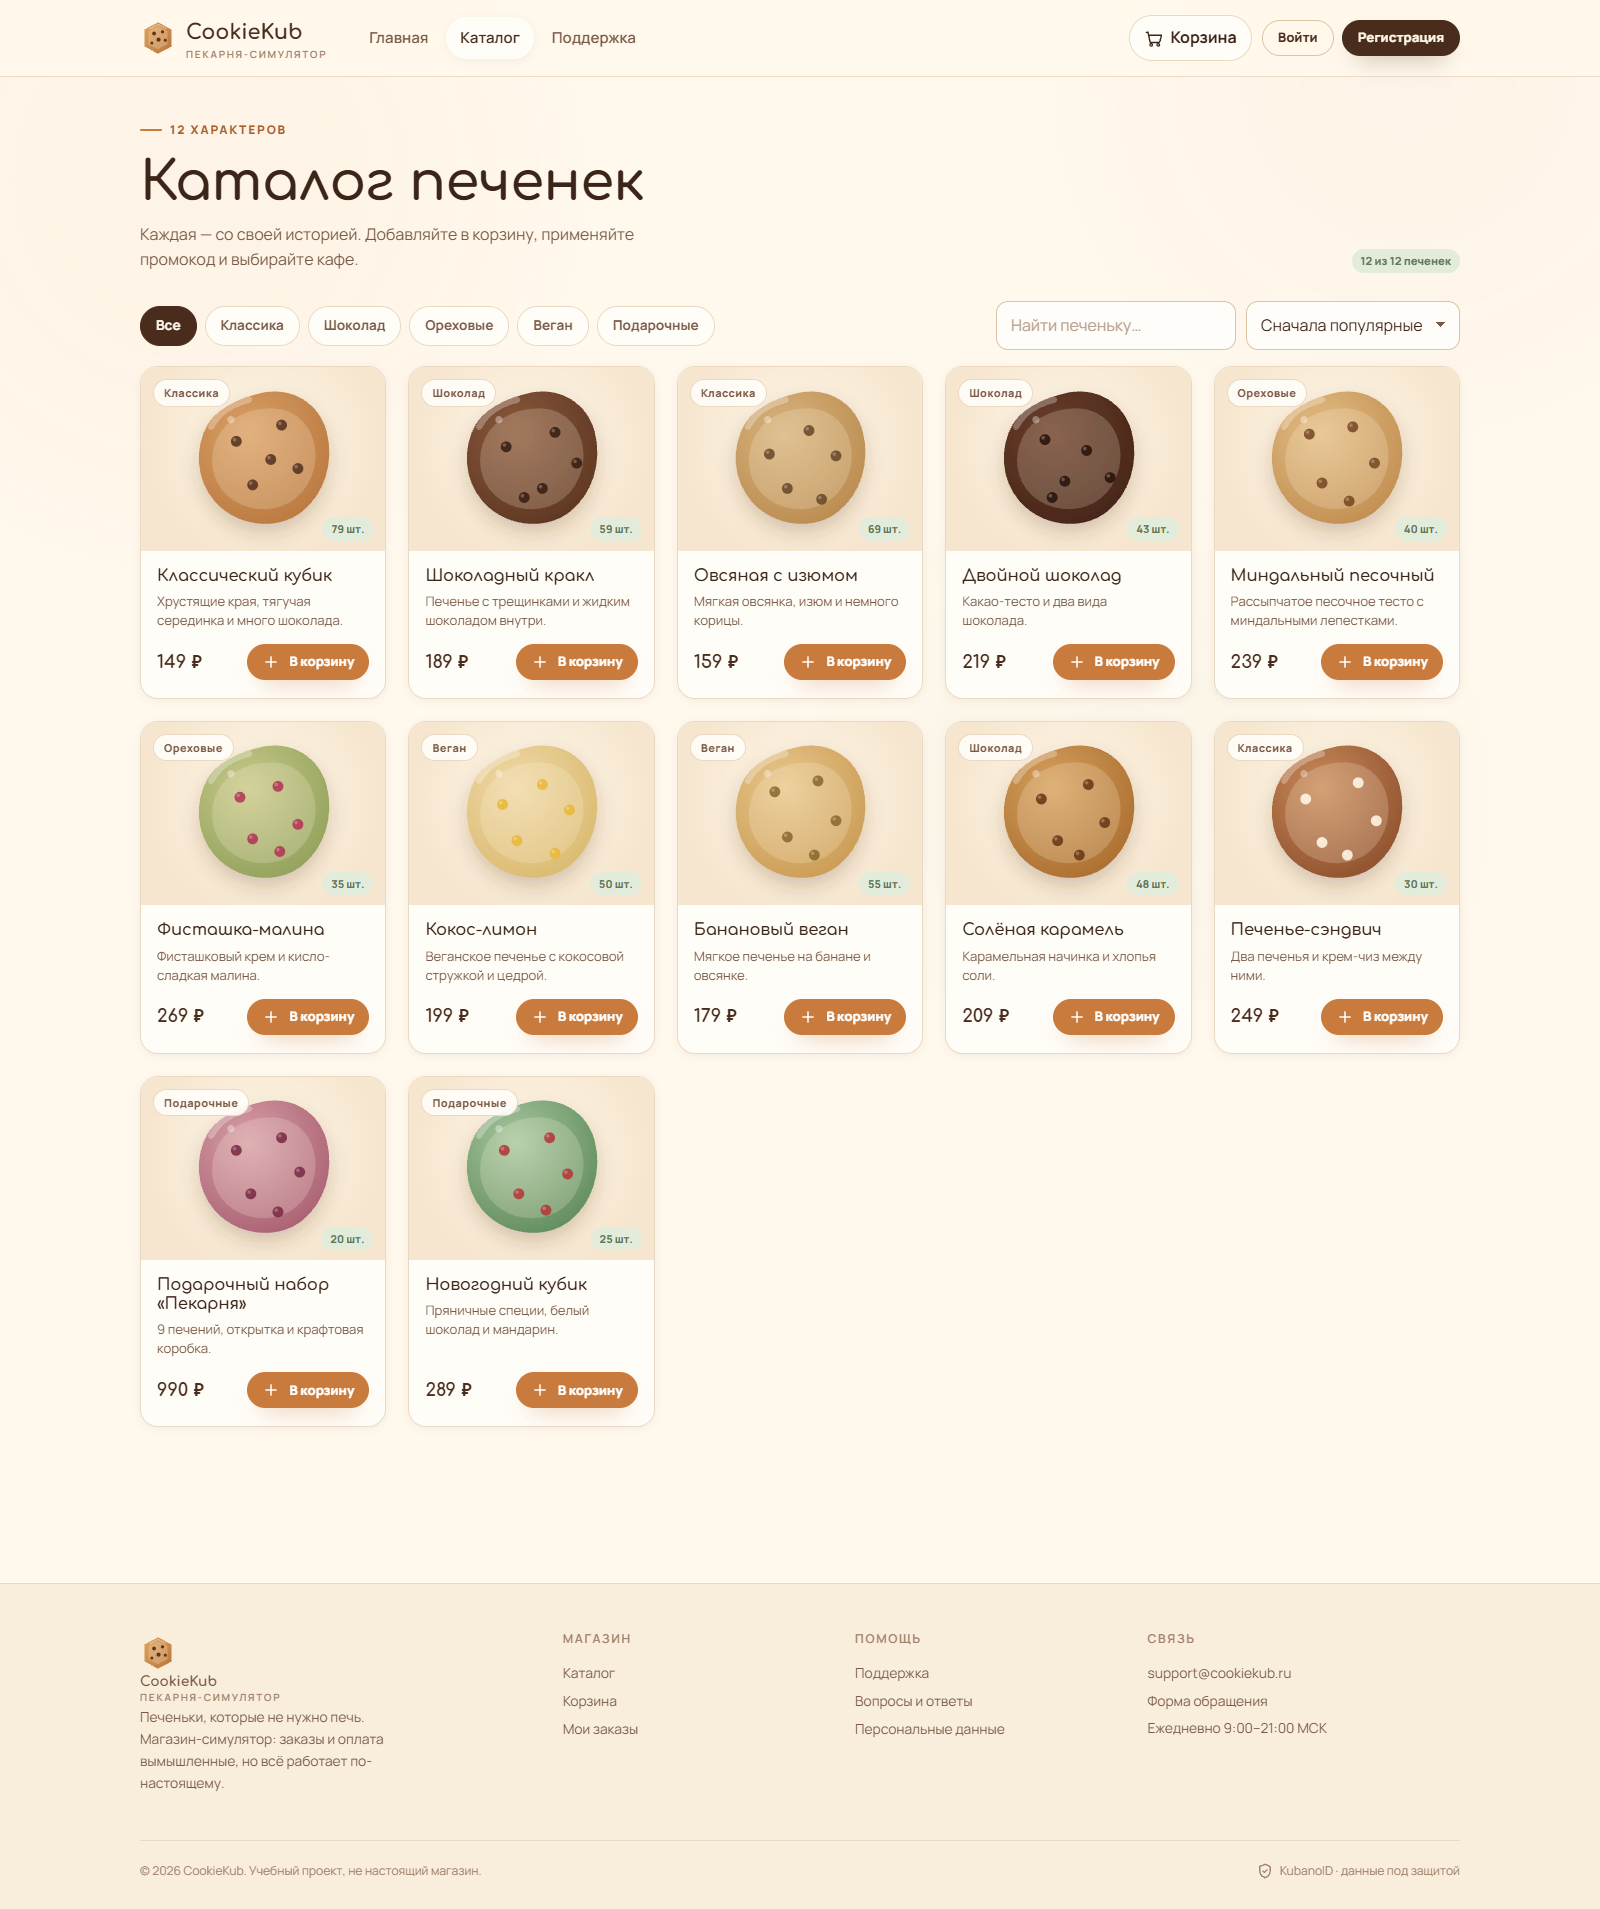 CookieKub
ПЕКАРНЯ-СИМУЛЯТОР
Главная
Каталог
Поддержка
Корзина
Войти
Регистрация
12 ХАРАКТЕРОВ
Каталог печенек
Каждая — со своей историей. Добавляйте в корзину, применяйте
промокод и выбирайте кафе.
12 из 12 печенек
Все
Классика
Шоколад
Ореховые
Веган
Подарочные
Найти печеньку...
Сначала популярные
Классика
79 шт.
Классический кубик
Хрустящие края, тягучая
серединка и много шоколада.
149 ₽
В корзину
Шоколад
59 шт.
Шоколадный кракл
Печенье с трещинками и жидким
шоколадом внутри.
189 ₽
В корзину
Классика
69 шт.
Овсяная с изюмом
Мягкая овсянка, изюм и немного
корицы.
159 ₽
В корзину
Шоколад
43 шт.
Двойной шоколад
Какао-тесто и два вида
шоколада.
219 ₽
В корзину
Ореховые
40 шт.
Миндальный песочный
Рассыпчатое песочное тесто с
миндальными лепестками.
239 ₽
В корзину
Ореховые
35 шт.
Фисташка-малина
Фисташковый крем и кисло-
сладкая малина.
269 ₽
В корзину
Веган
50 шт.
Кокос-лимон
Веганское печенье с кокосовой
стружкой и цедрой.
199 ₽
В корзину
Веган
55 шт.
Банановый веган
Мягкое печенье на банане и
овсянке.
179 ₽
В корзину
Шоколад
48 шт.
Солёная карамель
Карамельная начинка и хлопья
соли.
209 ₽
В корзину
Классика
30 шт.
Печенье-сэндвич
Два печенья и крем-чиз между
ними.
249 ₽
В корзину
Подарочные
20 шт.
Подарочный набор
«Пекарня»
9 печений, открытка и крафтовая
коробка.
990 ₽
В корзину
Подарочные
25 шт.
Новогодний кубик
Пряничные специи, белый
шоколад и мандарин.
289 ₽
В корзину
CookieKub
ПЕКАРНЯ-СИМУЛЯТОР
Печеньки, которые не нужно печь.
Магазин-симулятор: заказы и оплата
вымышленные, но всё работает по-
настоящему.
МАГАЗИН
Каталог
Корзина
Мои заказы
ПОМОЩЬ
Поддержка
Вопросы и ответы
Персональные данные
СВЯЗЬ
support@cookiekub.ru
Форма обращения
Ежедневно 9:00–21:00 МСК
© 2026 CookieKub. Учебный проект, не настоящий магазин.
KubanoID · данные под защитой